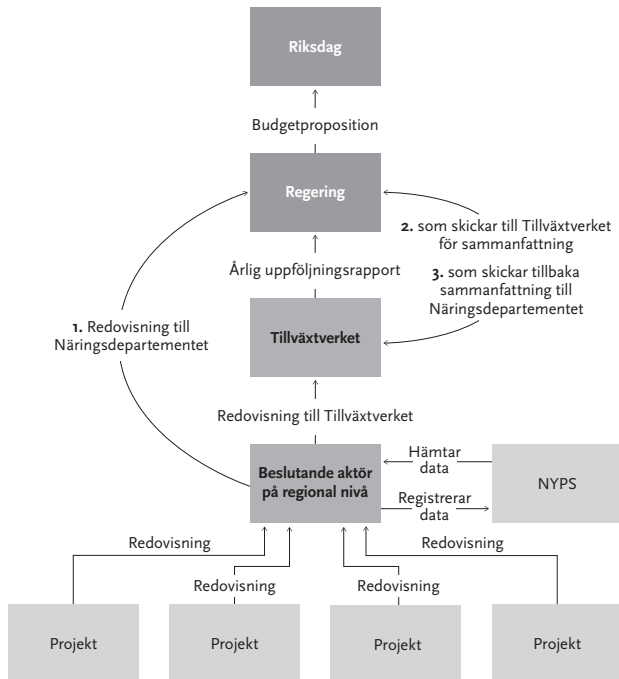 Riksdag
Budgetproposition
Regering
2. som skickar till Tillväxtverket
för sammanfattning
Årlig uppföljningsrapport
3. som skickar tillbaka
sammanfattning till
Näringsdepartementet
1. Redovisning till
Näringsdepartementet
Tillväxtverket
Redovisning till Tillväxtverket
Beslutande aktör
på regional nivå
Hämtar
data
NYPS
Registrerar
data
Redovisning
Redovisning
Redovisning
Redovisning
Projekt
Projekt
Projekt
Projekt